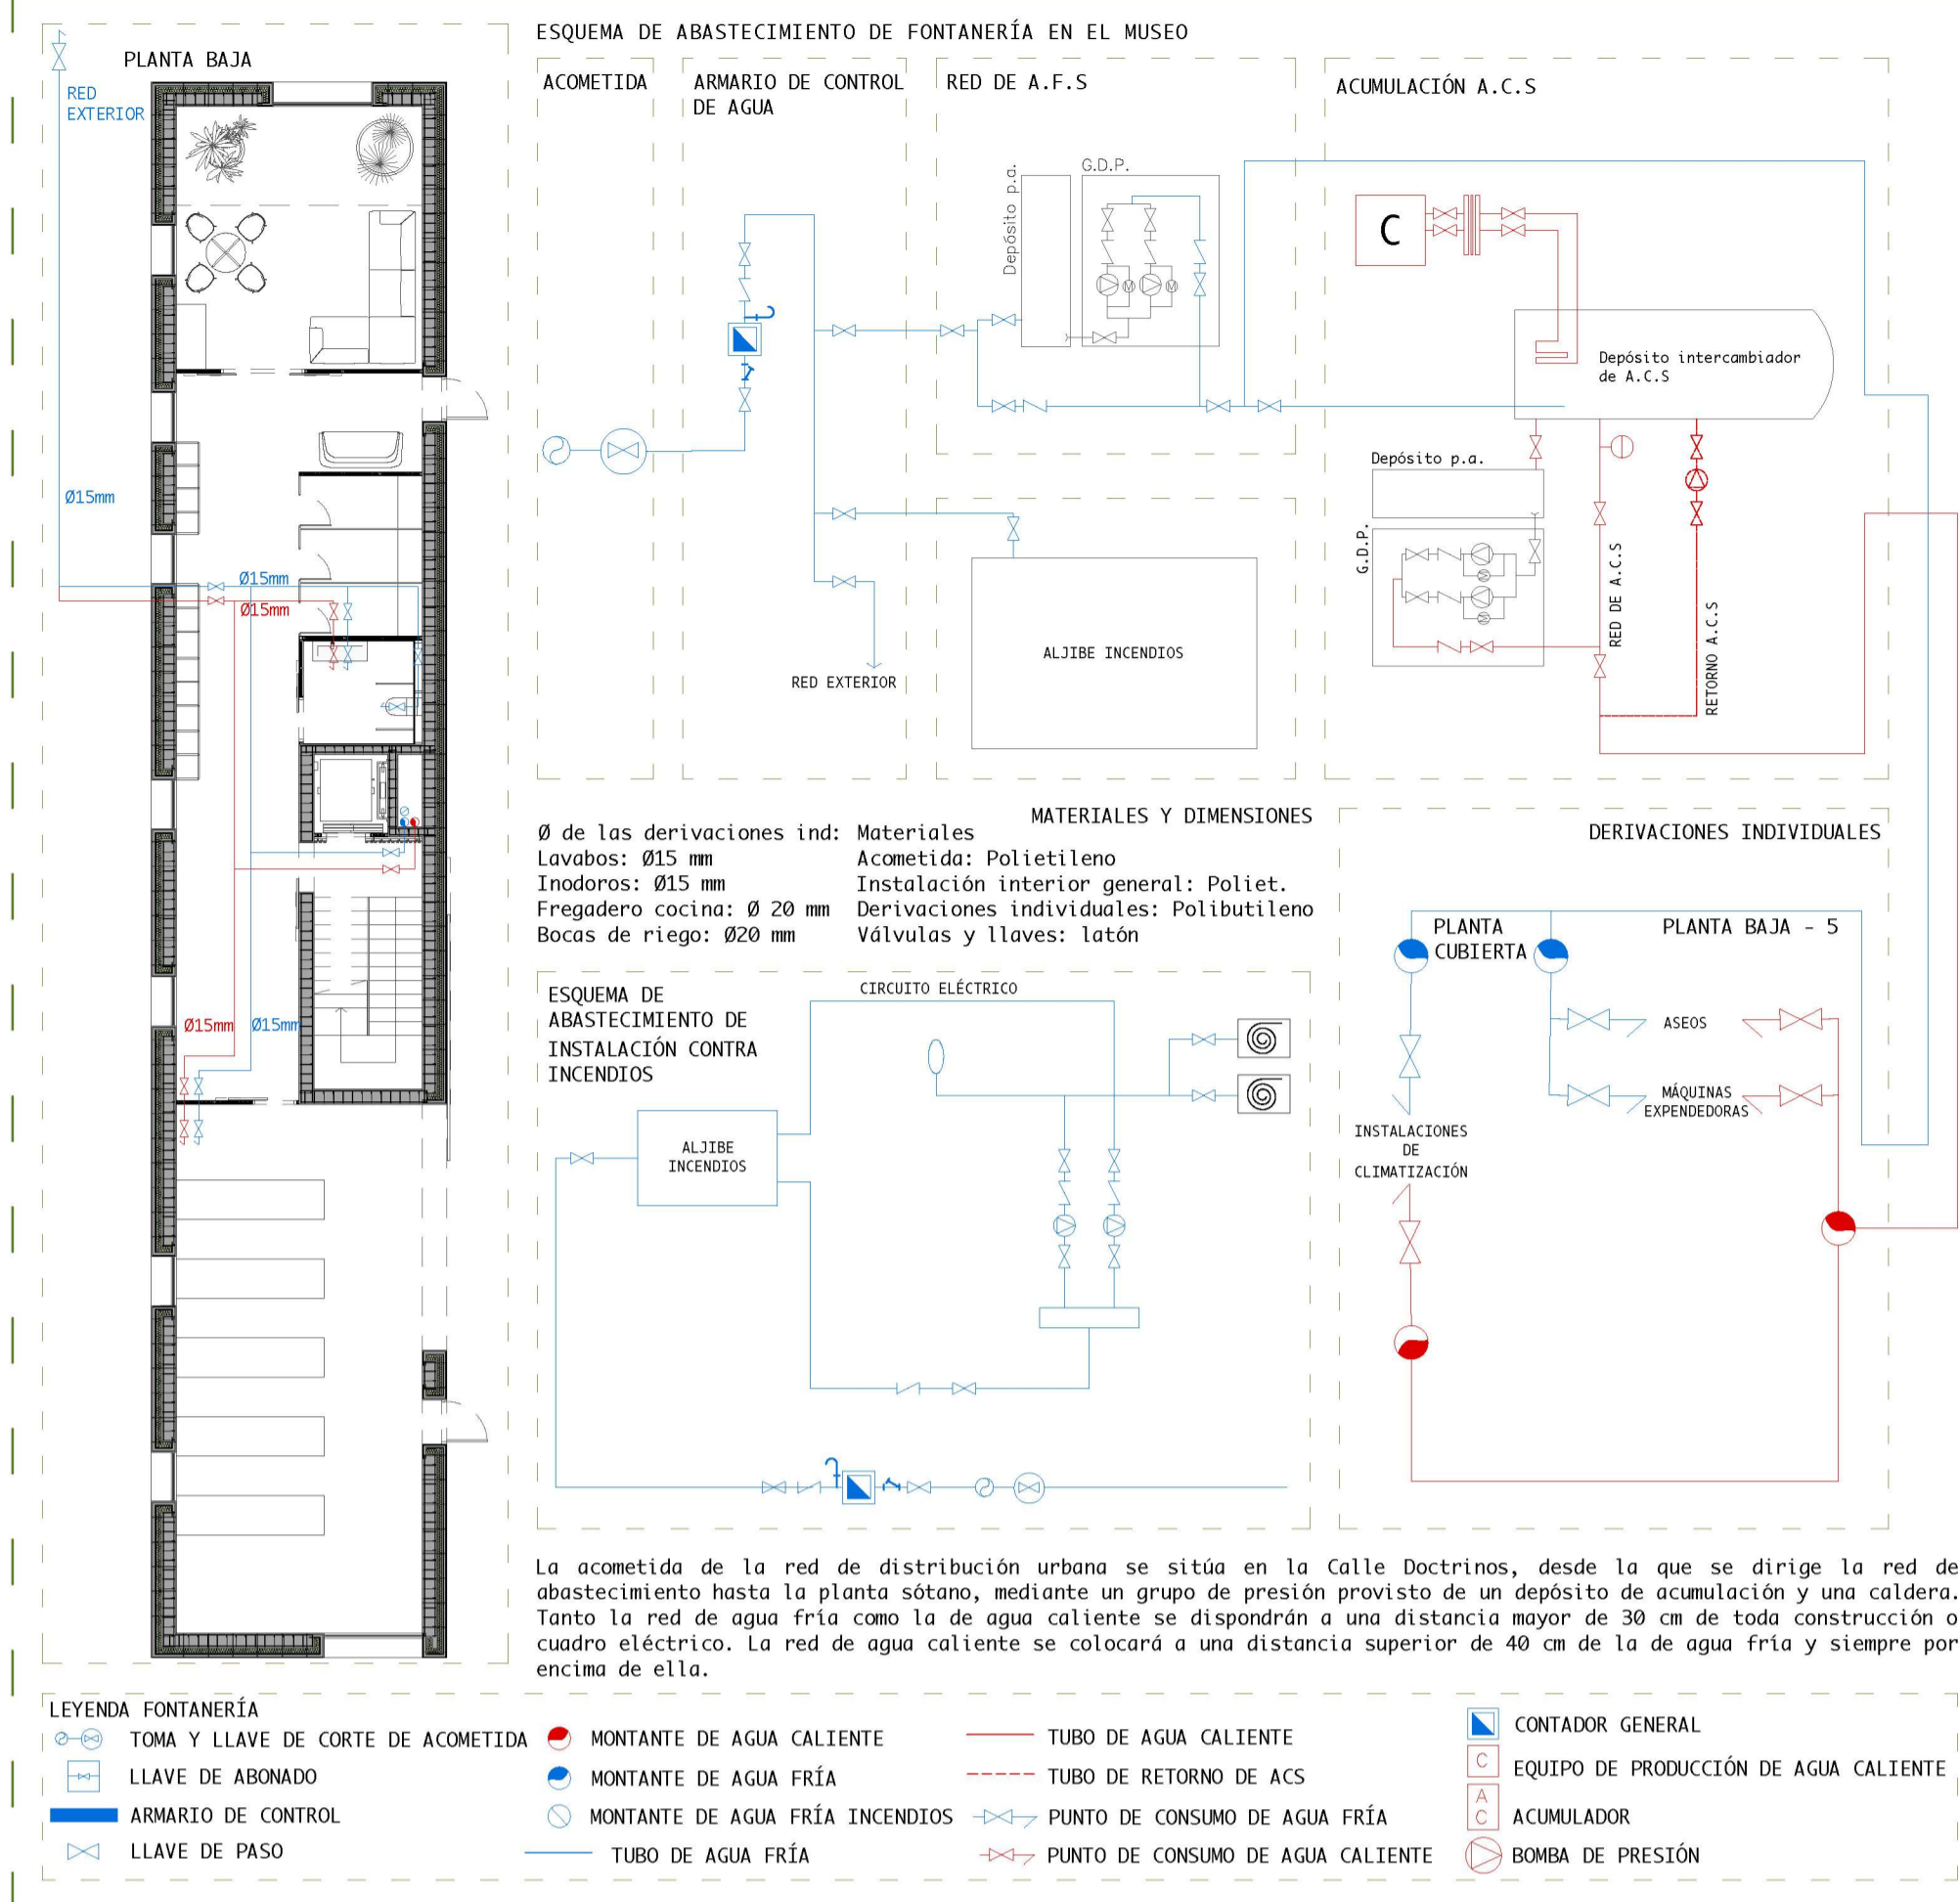 PLANTA BAJA
RED
EXTERIOR
Ø15mm
Ø15mm
Ø15mm
Ø15mm
Ø15mm
ESQUEMA DE ABASTECIMIENTO DE FONTANERÍA EN EL MUSEO
ACOMETIDA
ARMARIO DE CONTROL
DE AGUA
RED EXTERIOR
RED DE A.F.S
Depósito p.a.
G.D.P.
M
M
ALJIBE INCENDIOS
ACUMULACIÓN A.C.S
C
Depósito intercambiador
de A.C.S
Depósito p.a.
G.D.P.
M
M
RED DE A.C.S
RETORNO A.C.S
MATERIALES Y DIMENSIONES
Ø de las derivaciones ind:
Lavabos: Ø15 mm
Inodoros: Ø15 mm
Fregadero cocina: Ø 20 mm
Bocas de riego: Ø20 mm
Materiales
Acometida: Polietileno
Instalación interior general: Poliet.
Derivaciones individuales: Polibutileno
Válvulas y llaves: latón
ESQUEMA DE
ABASTECIMIENTO DE
INSTALACIÓN CONTRA
INCENDIOS
CIRCUITO ELÉCTRICO
ALJIBE
INCENDIOS
DERIVACIONES INDIVIDUALES
PLANTA
CUBIERTA
PLANTA BAJA - 5
ASEOS
MÁQUINAS
EXPENDEDORAS
INSTALACIONES
DE
CLIMATIZACIÓN
La acometida de la red de distribución urbana se sitúa en la Calle Doctrinos, desde la que se dirige la red de
abastecimiento hasta la planta sótano, mediante un grupo de presión provisto de un depósito de acumulación y una caldera.
Tanto la red de agua fría como la de agua caliente se dispondrán a una distancia mayor de 30 cm de toda construcción o
cuadro eléctrico. La red de agua caliente se colocará a una distancia superior de 40 cm de la de agua fría y siempre por
encima de ella.
LEYENDA FONTANERÍA
TOMA Y LLAVE DE CORTE DE ACOMETIDA
LLAVE DE ABONADO
ARMARIO DE CONTROL
LLAVE DE PASO
MONTANTE DE AGUA CALIENTE
MONTANTE DE AGUA FRÍA
MONTANTE DE AGUA FRÍA INCENDIOS
TUBO DE AGUA FRÍA
TUBO DE AGUA CALIENTE
TUBO DE RETORNO DE ACS
PUNTO DE CONSUMO DE AGUA FRÍA
PUNTO DE CONSUMO DE AGUA CALIENTE
CONTADOR GENERAL
C
EQUIPO DE PRODUCCIÓN DE AGUA CALIENTE
A
C
ACUMULADOR
BOMBA DE PRESIÓN